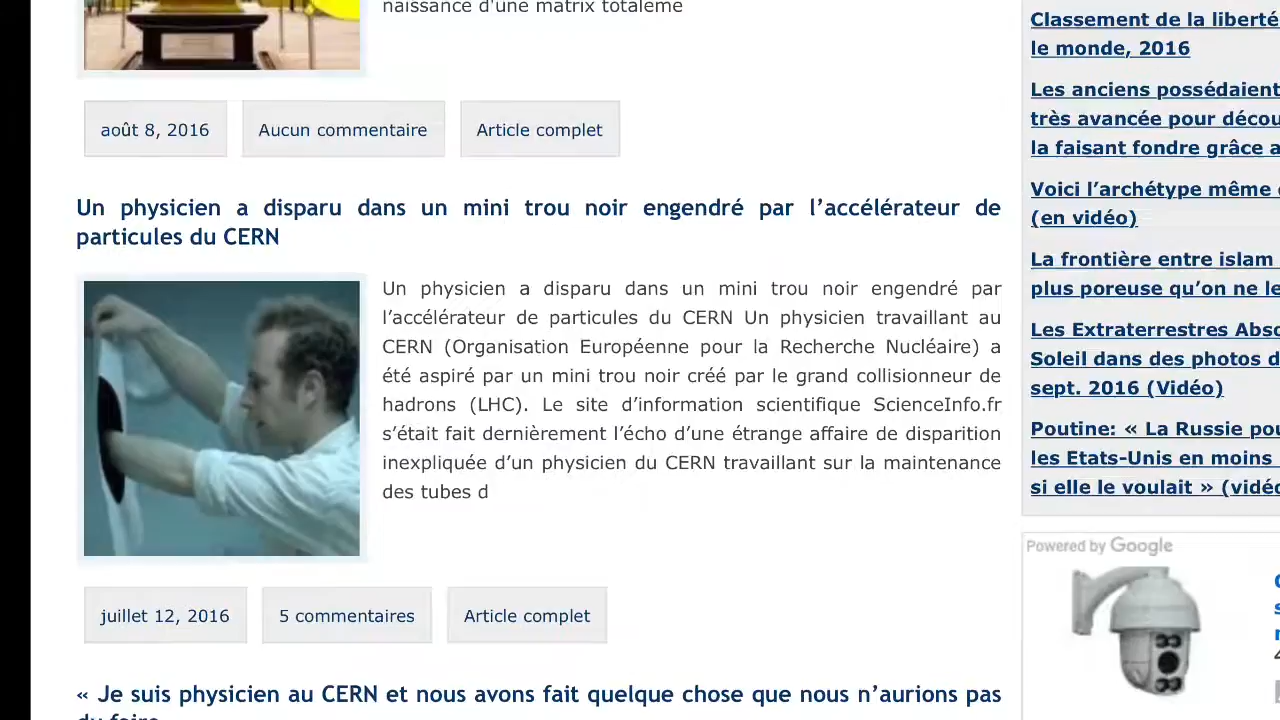 naissance d'une matrix totaleme
août 8, 2016
Aucun commentaire
Article complet
Un physicien a disparu dans un mini trou noir engendré par l’accélérateur de
particules du CERN
Un physicien a disparu dans un mini trou noir engendré par
l’accélérateur de particules du CERN Un physicien travaillant au
CERN (Organisation Européenne pour la Recherche Nucléaire) a
été aspiré par un mini trou noir créé par le grand collisionneur de
hadrons (LHC). Le site d’information scientifique ScienceInfo.fr
s’était fait dernièrement l’écho d’une étrange affaire de disparition
inexpliquée d’un physicien du CERN travaillant sur la maintenance
des tubes d
juillet 12, 2016
5 commentaires
Article complet
« Je suis physicien au CERN et nous avons fait quelque chose que nous n’aurions pas
du faire
Classement de la liberté
le monde, 2016
Les anciens possédaient
très avancée pour décou
la faisant fondre grâce a
Voici l’archétype même
(en vidéo)
La frontière entre islam
plus poreuse qu’on ne le
Les Extraterrestres Abso
Soleil dans des photos d
sept. 2016 (Vidéo)
Poutine: « La Russie pou
les Etats-Unis en moins
si elle le voulait » (vidéo
Powered by Google